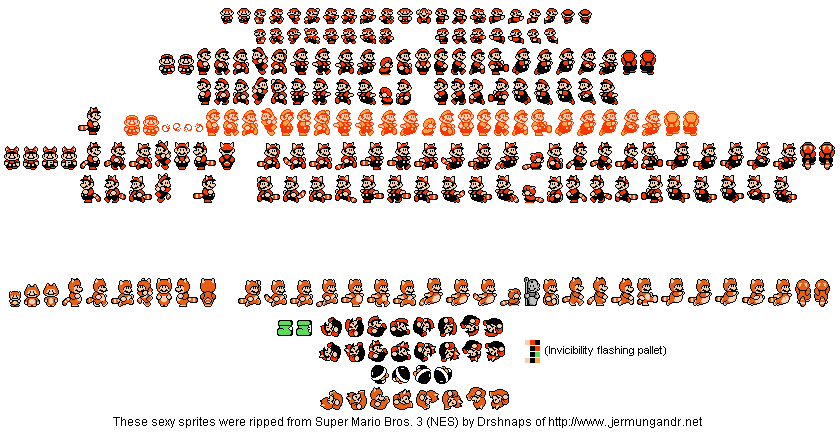 (Invicibility flashing pallet)
These sexy sprites were ripped from Super Mario Bros. 3 (NES) by Drshnaps of http://www.jermungandr.net